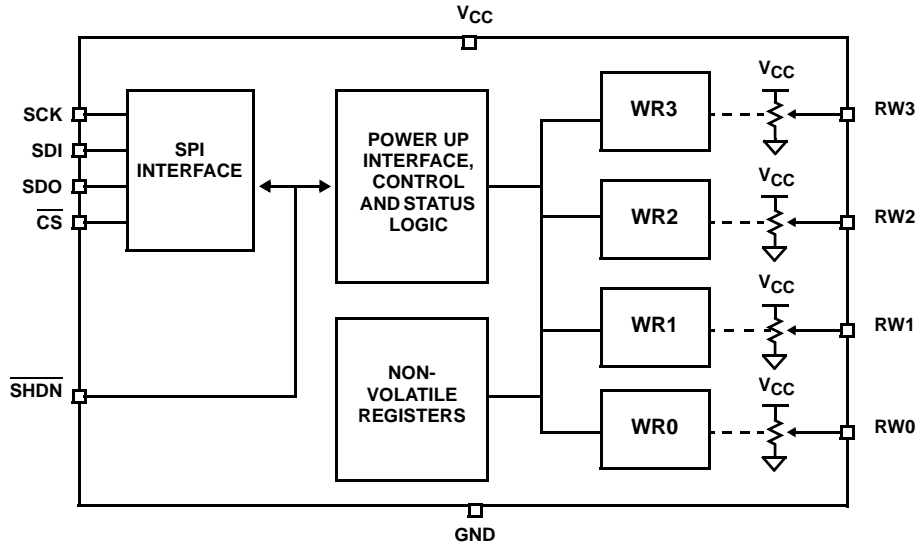 VCC
SCK
SDI
SDO
CS
SHDN
SPI
INTERFACE
POWER UP
INTERFACE,
CONTROL
AND STATUS
LOGIC
NON-
VOLATILE
REGISTERS
WR3
VCC
RW3
WR2
VCC
RW2
WR1
VCC
RW1
WR0
VCC
RW0
GND